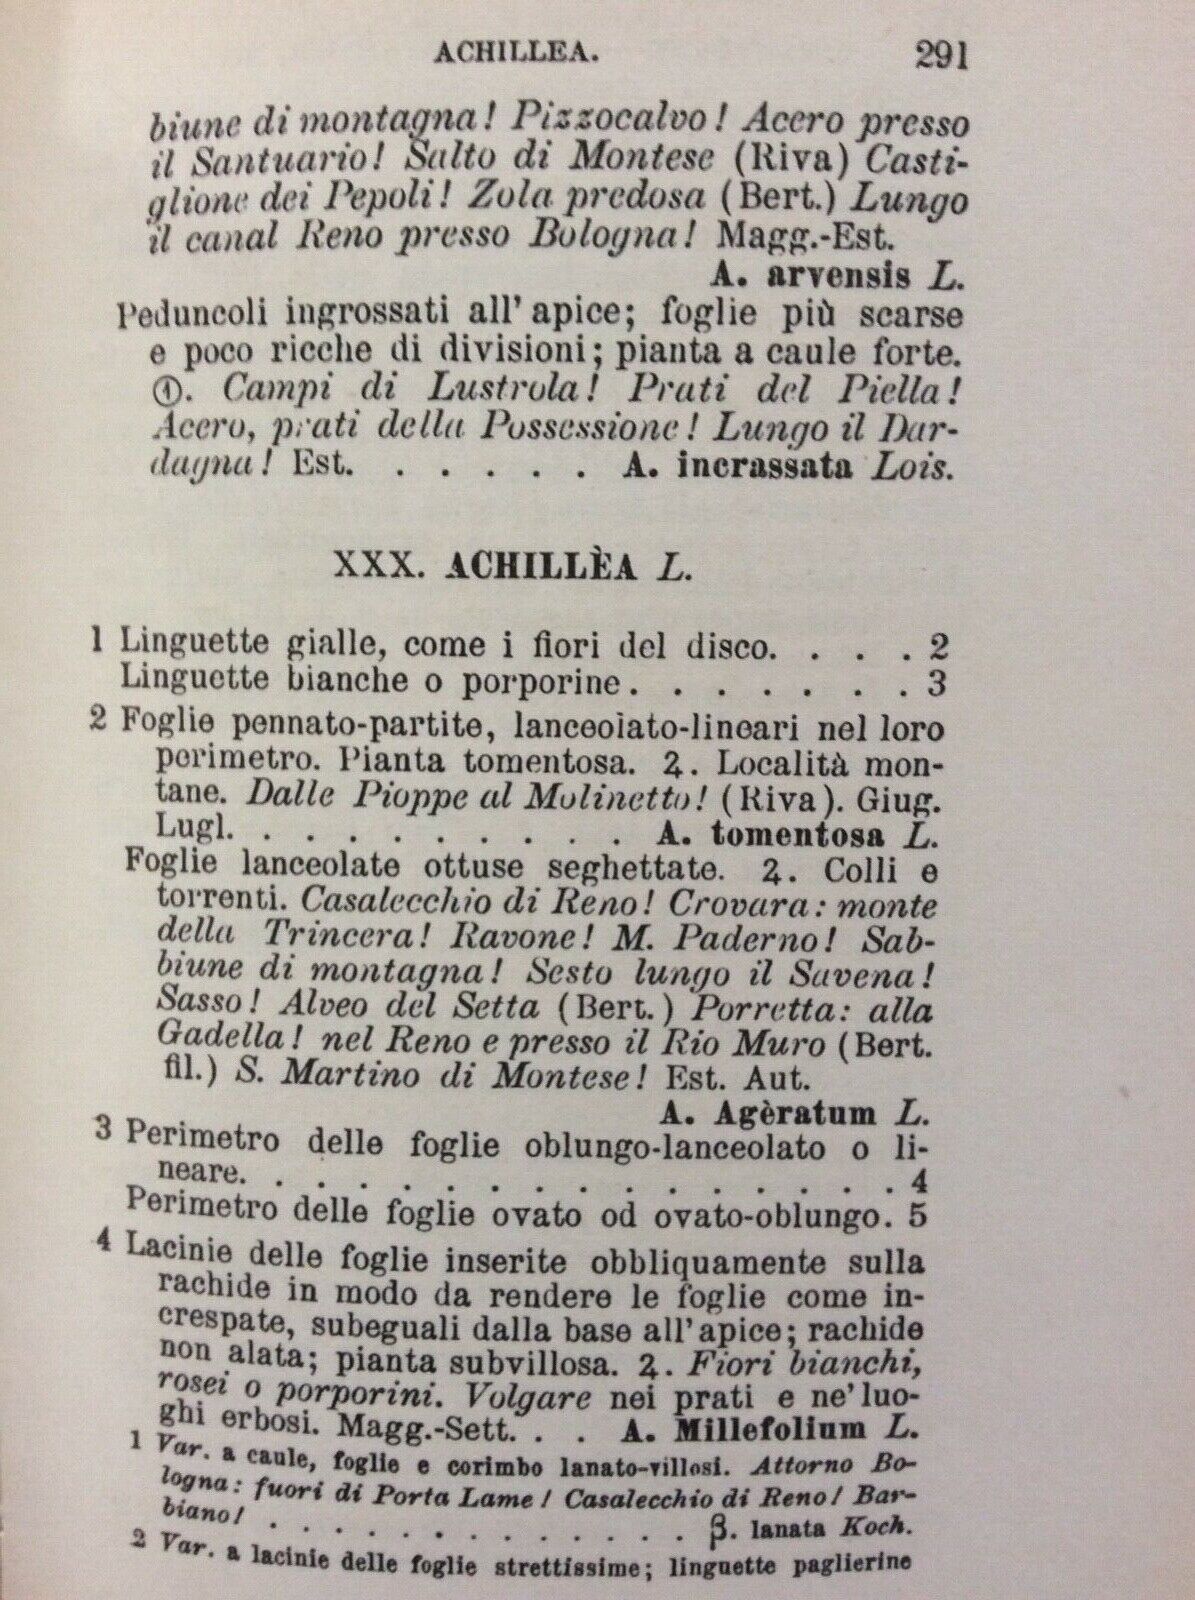 ACHILLEA. 291
biune di montagna! Pizzocalvo! Acero presso
il Santuario! Salto di Montese (Riva) Casti-
glione dei Pepoli! Zola predosa (Bert.) Lungo
il canal Reno presso Bologna! Magg.-Est.
A. arvensis L.
Peduncoli ingrossati all' apice; foglie più scarse
e poco ricche di divisioni; pianta a caule forte.
①. Campi di Lustrola! Prati del Piella!
Acero, prati della Possessione! Lungo il Dar-
dagna! Est. . . . . . A. incrassata Lois.
XXX. ACHILLÈA L.
1 Linguette gialle, come i fiori del disco. . . . . 2
Linguette bianche o porporine. . . . . . . . 3
2 Foglie pennato-partite, lanceolato-lineari nel loro
perimetro. Pianta tomentosa. ♃. Località mon-
tane. Dalle Pioppe al Molinetto! (Riva). Giug.
Lugl. . . . . . . . . . . A. tomentosa L.
Foglie lanceolate ottuse seghettate. ♃. Colli e
torrenti. Casalecchio di Reno! Crovara: monte
della Trincera! Ravone! M. Paderno! Sab-
biune di montagna! Sesto lungo il Savena!
Sasso! Alveo del Setta (Bert.) Porretta: alla
Gadella! nel Reno e presso il Rio Muro (Bert.
fil.) S. Martino di Montese! Est. Aut.
A. Agèratum L.
3 Perimetro delle foglie oblungo-lanceolato o li-
neare. . . . . . . . . . . . . . . . . 4
Perimetro delle foglie ovato od ovato-oblungo. 5
4 Lacinie delle foglie inserite obbliquamente sulla
rachide in modo da rendere le foglie come in-
crespate, subeguali dalla base all' apice; rachide
non alata; pianta subvillosa. ♃. Fiori bianchi,
rosei o porporini. Volgare nei prati e ne' luo-
ghi erbosi. Magg.-Sett. . . A. Millefolium L.
1 Var. a caule, foglie e corimbo lanato-villosi. Attorno Bo-
logna: fuori di Porta Lame! Casalecchio di Reno! Bar-
biano! . . . . . . . . . . . . . β. lanata Koch.
2 Var. a lacinie delle foglie strettissime; linguette paglierine